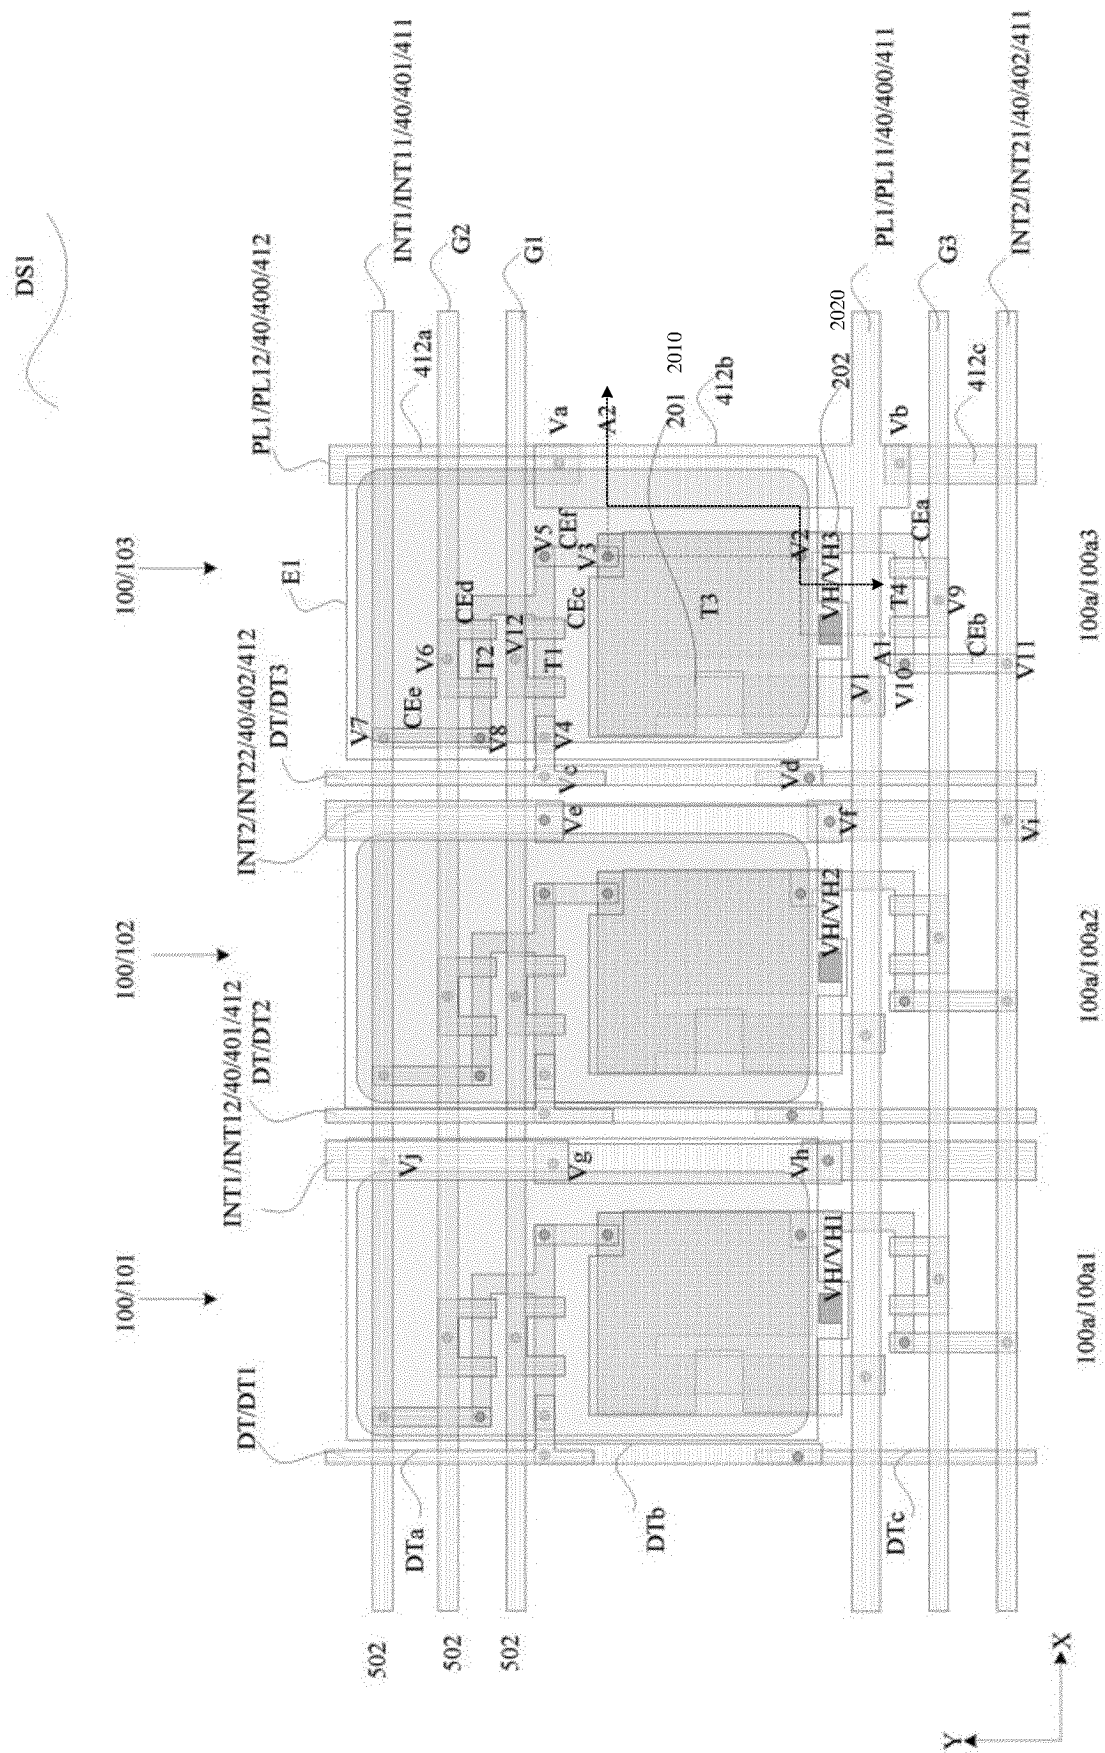 DS1
INT1/INT11/40/401/411
PL1/PL12/40/400/412
G2
G1
412a
Va
A2
201
2010
412b
2020
202
PL1/PL11/40/400/411
Vb
G3
412c
INT2/INT21/40/402/411
100/103
E1
V5
CEf
V3
CEd
CEc
V12
V6
T2
T1
T3
V2
VH/VH3
T4
CEa
V9
CEb
A1
V10
V11
V1
100a/100a3
INT2/INT22/40/402/412
DT/DT3
V7
CEe
V8
V4
Vc
Vd
Ve
Vf
Vi
100/102
VH/VH2
100a/100a2
INT1/INT12/40/401/412
DT/DT2
Vj
Vg
Vh
100/101
VH/VH1
100a/100a1
DT/DT1
DTa
DTb
DTc
502
502
502
X
Y